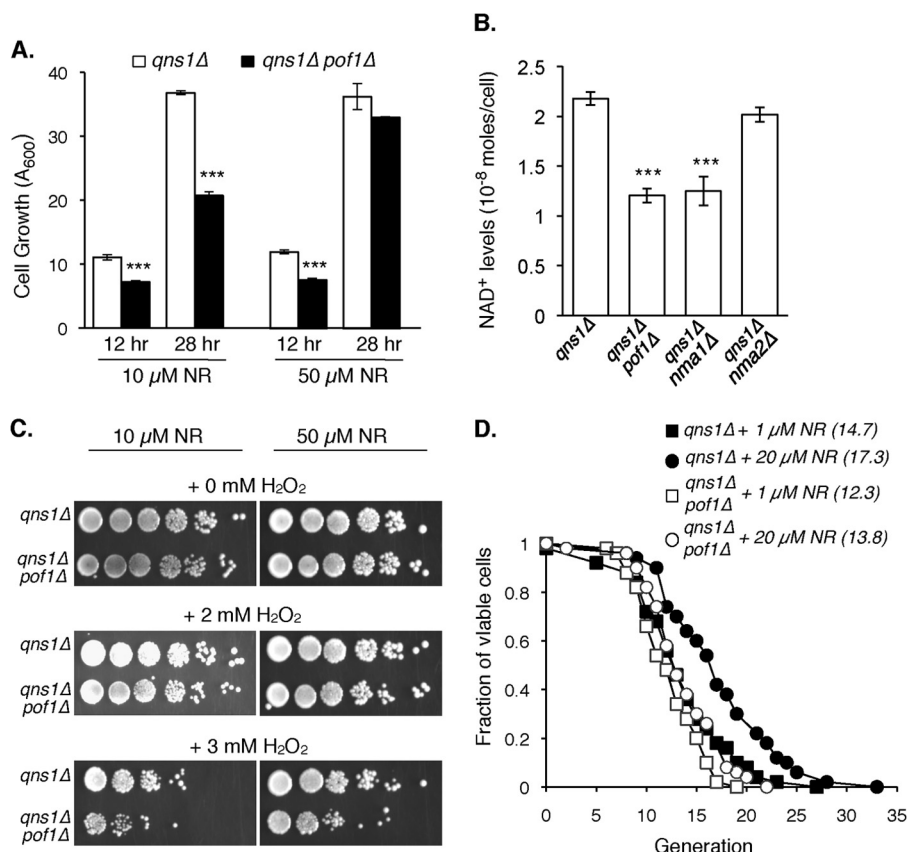 A.
qns1Δ qns1Δ pof1Δ
Cell Growth (A600)
40
30
20
10
0
***
***
***
12 hr 28 hr 12 hr 28 hr
10 µM NR 50 µM NR
B.
NAD+ levels (10-8 moles/cell)
2.5
2
1.5
1
0.5
0
*** ***
qns1Δ
qns1Δ
pof1Δ
qns1Δ
nma1Δ
qns1Δ
nma2Δ
C.
10 µM NR 50 µM NR
+ 0 mM H2O2
qns1Δ
qns1Δ
pof1Δ
+ 2 mM H2O2
qns1Δ
qns1Δ
pof1Δ
+ 3 mM H2O2
qns1Δ
qns1Δ
pof1Δ
D.
qns1Δ + 1 µM NR (14.7)
qns1Δ + 20 µM NR (17.3)
qns1Δ
pof1Δ + 1 µM NR (12.3)
qns1Δ
pof1Δ + 20 µM NR (13.8)
Fraction of viable cells
1
0.8
0.6
0.4
0.2
0
0 5 10 15 20 25 30 35
Generation